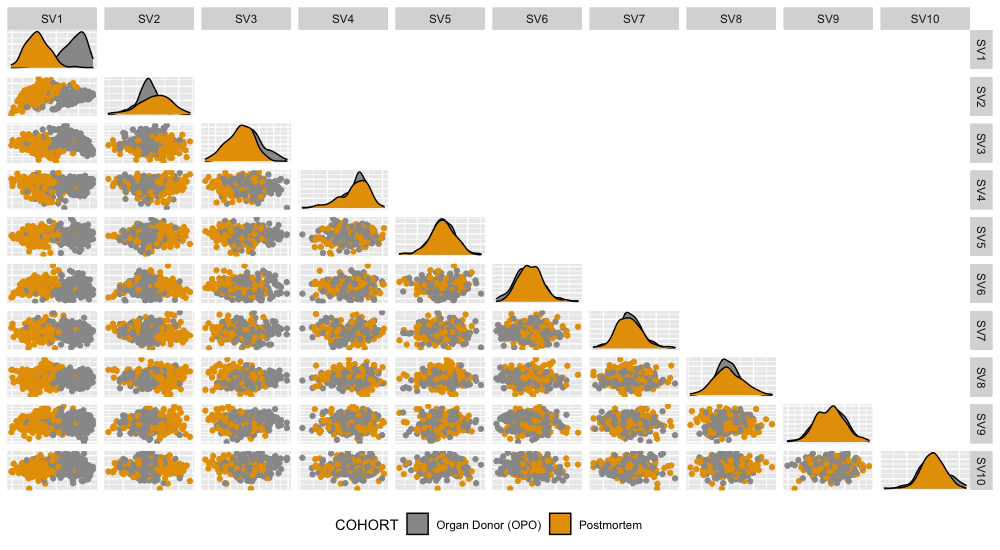 SV1 SV2 SV3 SV4 SV5 SV6 SV7 SV8 SV9 SV10
SV1
SV2
SV3
SV4
SV5
SV6
SV7
SV8
SV9
SV10
COHORT Organ Donor (OPO) Postmortem